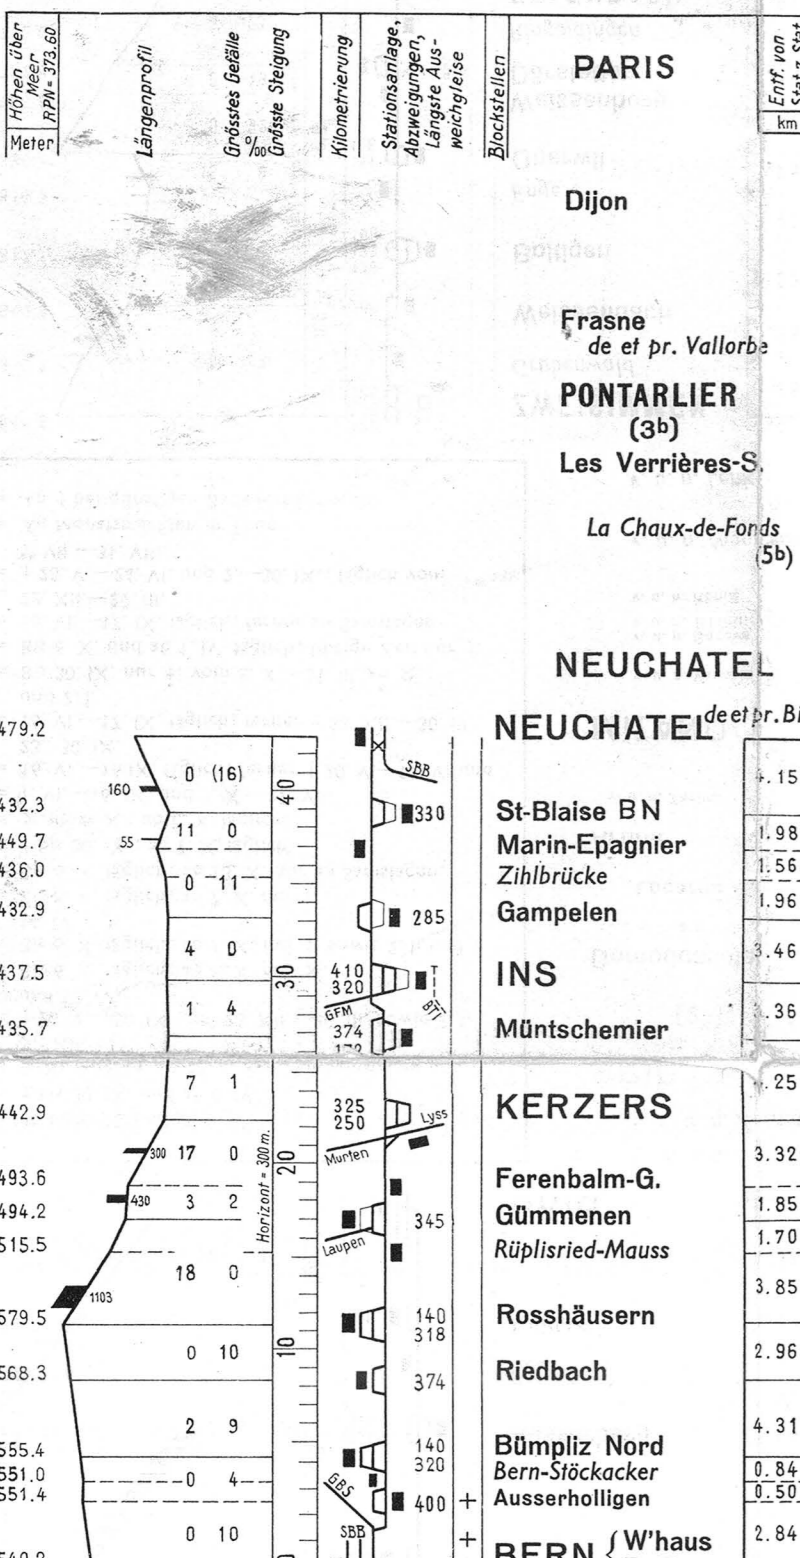 Höhen über
Meer
RPN= 373.60
Meter
Längenprofil
Grösstes Gefälle
‰
Grösste Steigung
Kilometrierung
Stationsanlage,
Abzweigungen,
Längste Aus-
weichgleise
Blockstellen
PARIS
Entf. von
Stat.z.Stat.
km
Dijon
Frasne
de et pr. Vallorbe
PONTARLIER
(3b)
Les Verrières-S.
La Chaux-de-Fonds
(5b)
NEUCHATEL
479.2
NEUCHATEL de et pr. BI
0 (16)
SBB
4.15
160
40
432.3
330
St-Blaise BN
11 0
1.98
449.7
55
Marin-Epagnier
436.0
Zihlbrücke
1.56
0 11
432.9
285
Gampelen
1.96
4 0
3.46
437.5
30
410
320
T
INS
BTI
GFM
1 4
3.36
435.7
374
Müntschemier
7 1
.25
442.9
325
250
KERZERS
Lyss
300
17 0
Horizont = 300 m.
20
Murten
3.32
493.6
Ferenbalm-G.
430
3 2
1.85
494.2
345
Gümmenen
Laupen
1.70
515.5
Rüplisried-Mauss
18 0
3.85
1103
579.5
140
318
Rosshäusern
0 10
10
2.96
568.3
374
Riedbach
2 9
4.31
555.4
140
320
Bümpliz Nord
551.0
0 4
Bern-Stöckacker
0.84
551.4
GBS
400
+
Ausserholligen
0.50
0 10
SBB
+
BERN { W'haus
2.84